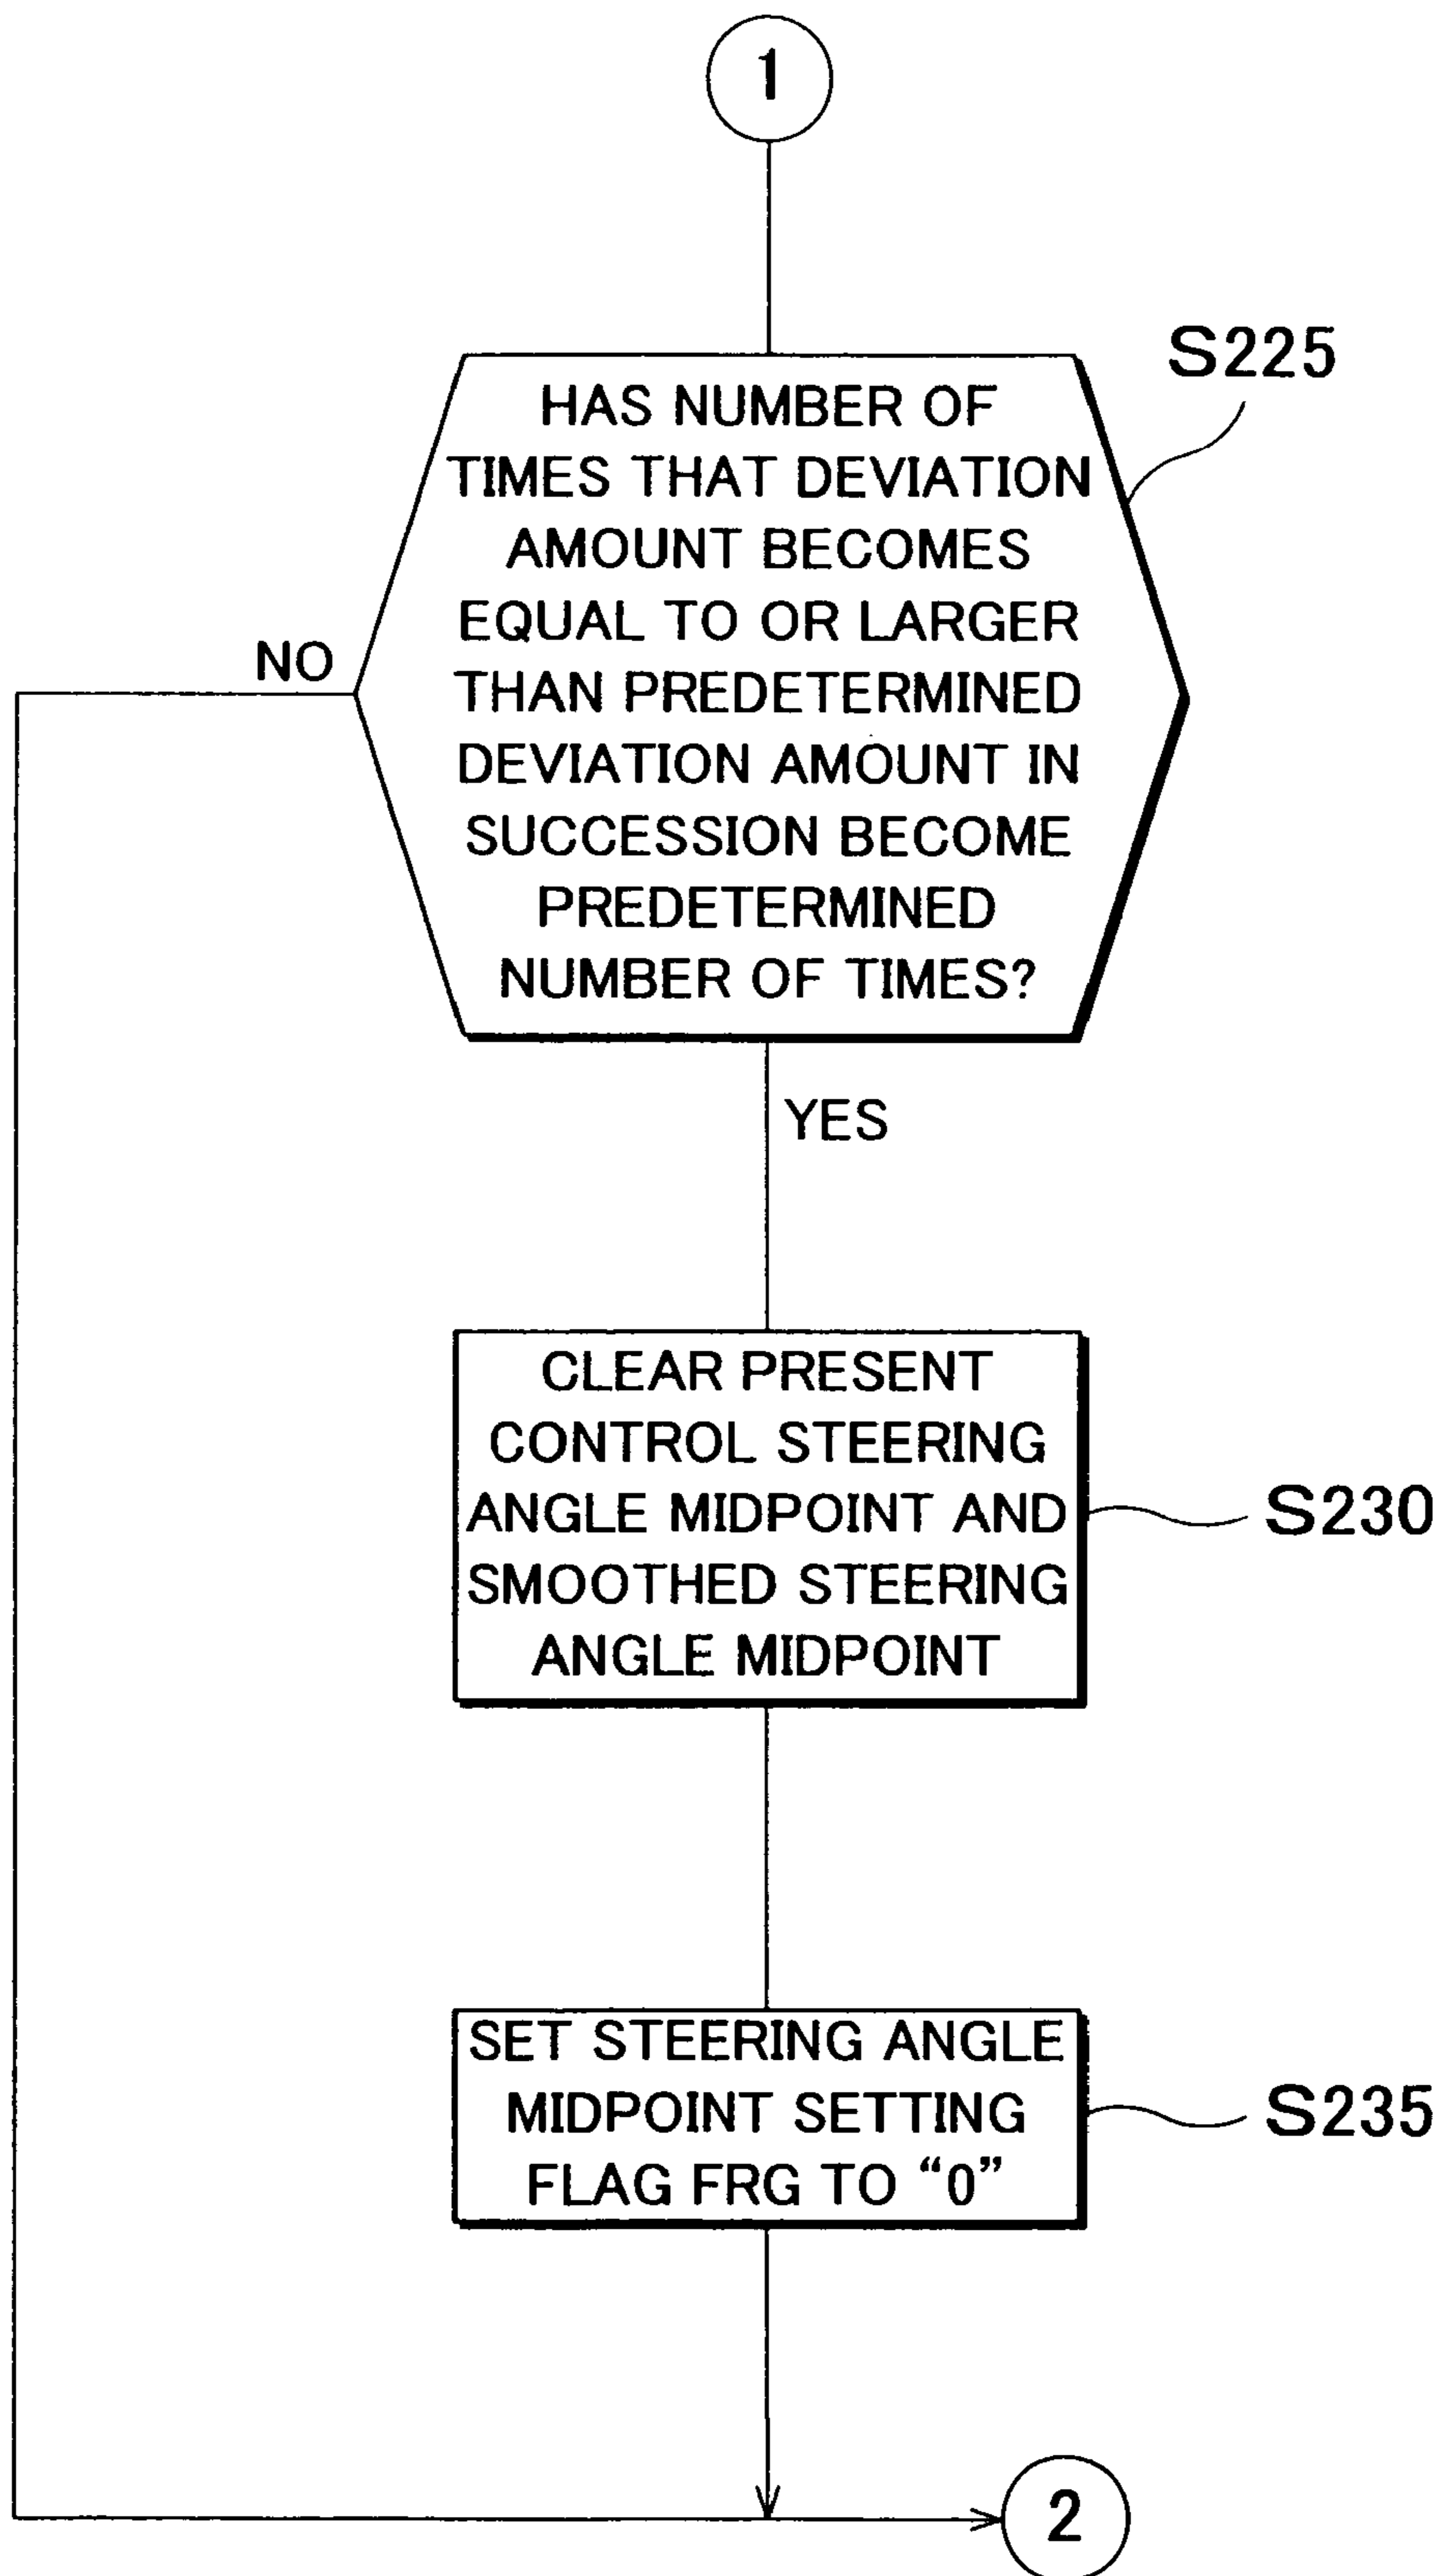 1
S225
HAS NUMBER OF
TIMES THAT DEVIATION
AMOUNT BECOMES
EQUAL TO OR LARGER
THAN PREDETERMINED
DEVIATION AMOUNT IN
SUCCESSION BECOME
PREDETERMINED
NUMBER OF TIMES?
NO
YES
CLEAR PRESENT
CONTROL STEERING
ANGLE MIDPOINT AND
SMOOTHED STEERING
ANGLE MIDPOINT
S230
SET STEERING ANGLE
MIDPOINT SETTING
FLAG FRG TO “0”
S235
2